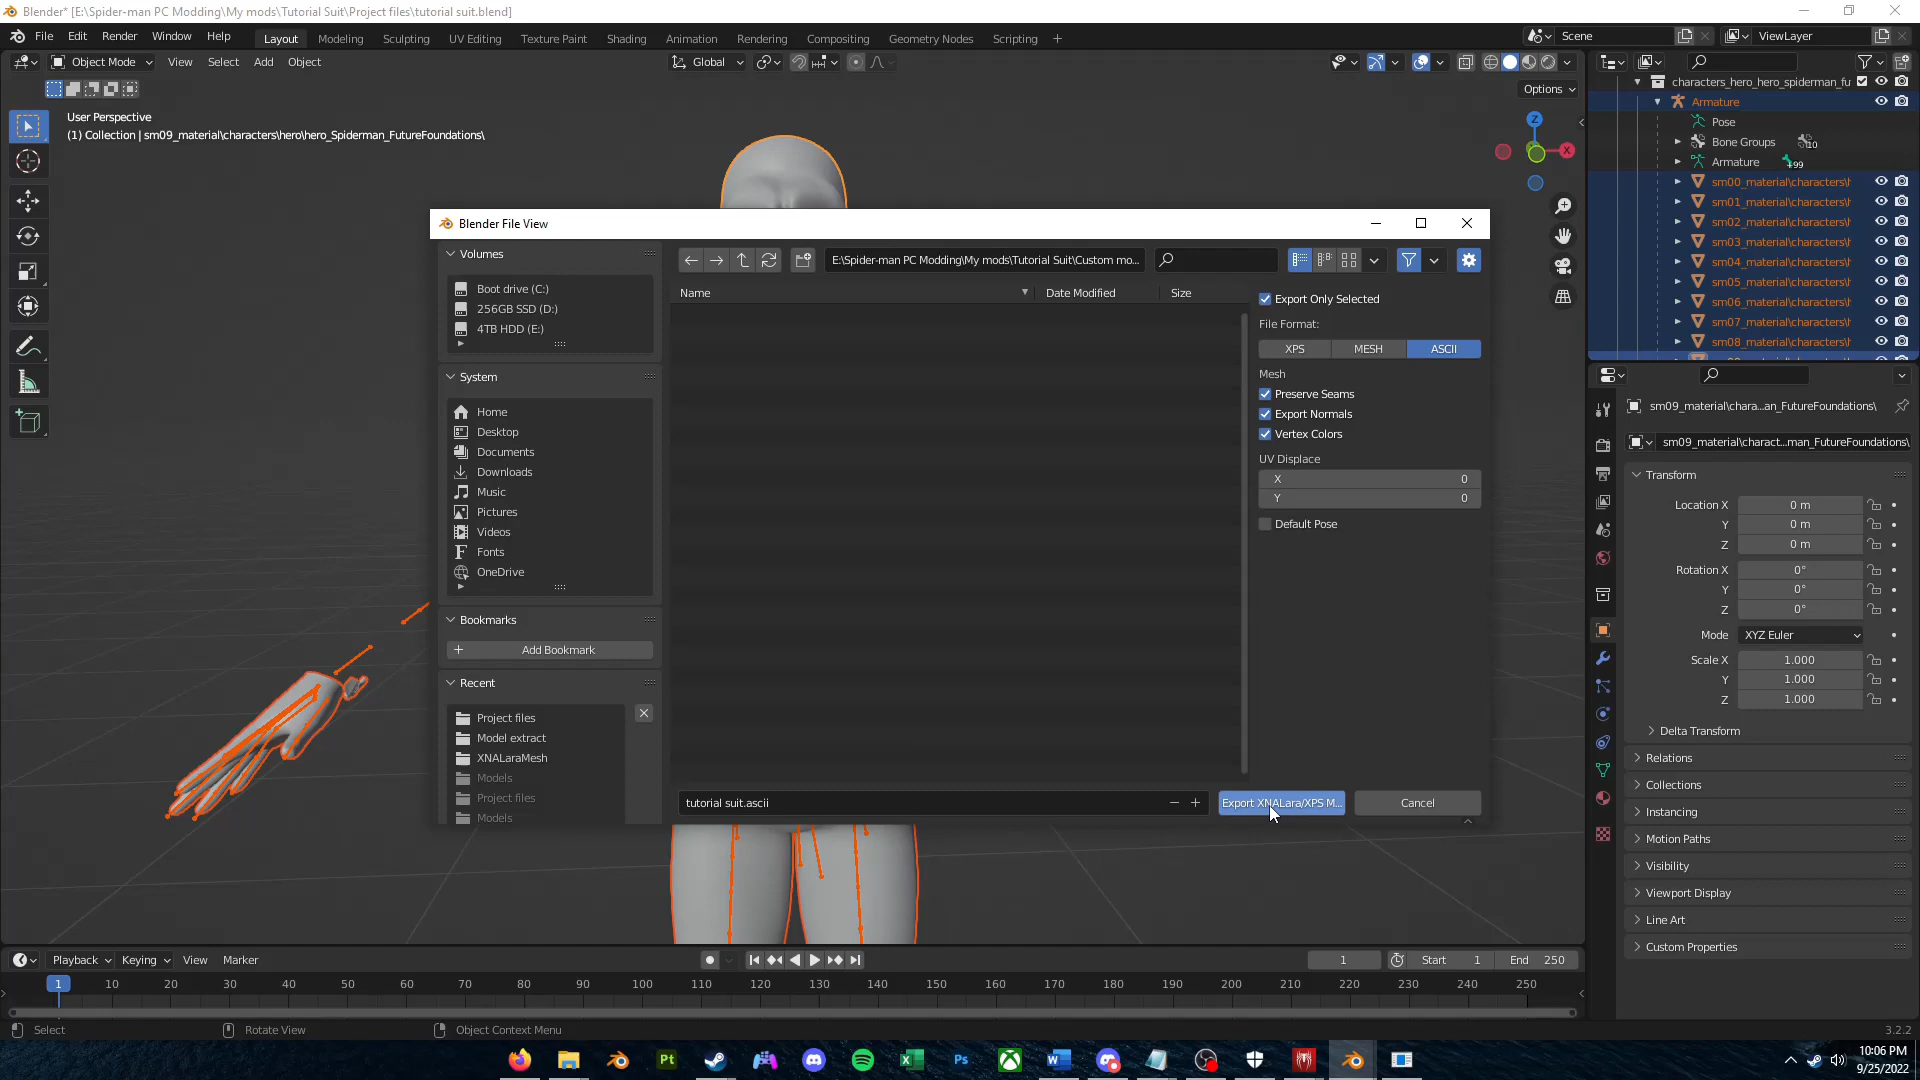 Blender* [E:\Spider-man PC Modding\My mods\Tutorial Suit\Project files\tutorial suit.blend]
File Edit Render Window Help Layout Modeling Sculpting UV Editing Texture Paint Shading Animation Rendering Compositing Geometry Nodes Scripting + Scene ViewLayer
Object Mode View Select Add Object Global
Options
User Perspective
(1) Collection | sm09_material\characters\hero\hero_Spiderman_FutureFoundations\
Z
X
characters_hero_hero_spiderman_fu
Armature
Pose
Bone Groups 10
Armature +99
sm00_material\characters\h
sm01_material\characters\h
sm02_material\characters\h
sm03_material\characters\h
sm04_material\characters\h
sm05_material\characters\h
sm06_material\characters\h
sm07_material\characters\h
sm08_material\characters\h
Blender File View
Volumes
Boot drive (C:)
256GB SSD (D:)
4TB HDD (E:)
System
Home
Desktop
Documents
Downloads
Music
Pictures
Videos
Fonts
OneDrive
Bookmarks
Add Bookmark
Recent
Project files
Model extract
XNALaraMesh
Models
Project files
Models
E:\Spider-man PC Modding\My mods\Tutorial Suit\Custom mo...
Name Date Modified Size
Export Only Selected
File Format:
XPS MESH ASCII
Mesh
Preserve Seams
Export Normals
Vertex Colors
UV Displace
X 0
Y 0
Default Pose
tutorial suit.ascii
Export XNALara/XPS M... Cancel
sm09_material\chara...an_FutureFoundations\
sm09_material\charact...man_FutureFoundations\
Transform
Location X 0 m
Y 0 m
Z 0 m
Rotation X 0°
Y 0°
Z 0°
Mode XYZ Euler
Scale X 1.000
Y 1.000
Z 1.000
Delta Transform
Relations
Collections
Instancing
Motion Paths
Visibility
Viewport Display
Line Art
Custom Properties
Playback Keying View Marker 1 Start 1 End 250
1 10 20 30 40 50 60 70 80 90 100 110 120 130 140 150 160 170 180 190 200 210 220 230 240 250
Select Rotate View Object Context Menu 3.2.2
Pt Ps
10:06 PM
9/25/2022